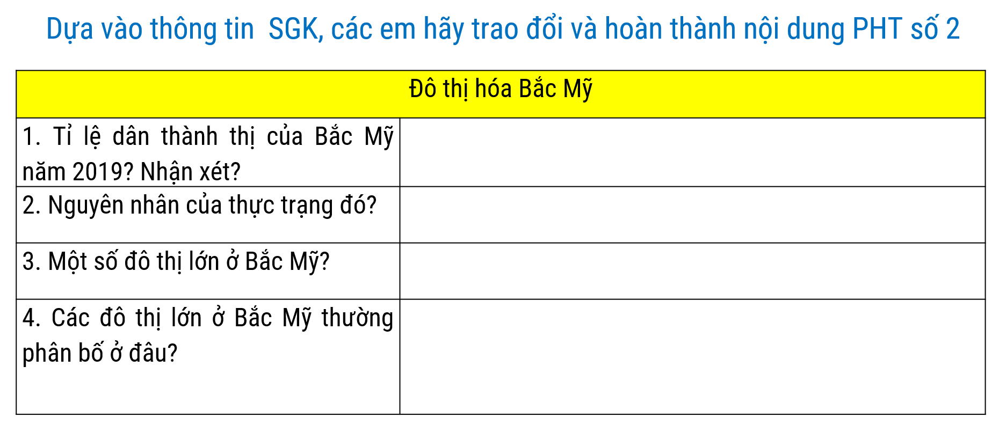 Dựa vào thông tin  SGK, các em hãy trao đổi và hoàn thành nội dung PHT số 2
Đô thị hóa Bắc Mỹ
1. Tỉ lệ dân thành thị của Bắc Mỹ
năm 2019? Nhận xét?
2. Nguyên nhân của thực trạng đó?
3. Một số đô thị lớn ở Bắc Mỹ?
4. Các đô thị lớn ở Bắc Mỹ thường
phân bố ở đâu?